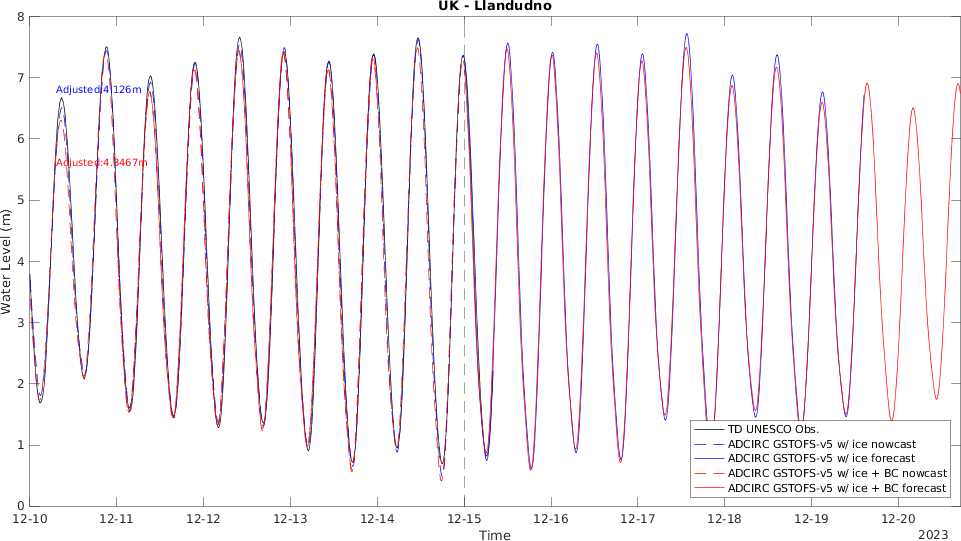 UK - Llandudno
8
7
6
5
4
3
2
1
0
Water Level (m)
Adjusted:4.126m
Adjusted:4.3467m
TD UNESCO Obs.
ADCIRC GSTOFS-v5 w/ ice nowcast
ADCIRC GSTOFS-v5 w/ ice forecast
ADCIRC GSTOFS-v5 w/ ice + BC nowcast
ADCIRC GSTOFS-v5 w/ ice + BC forecast
12-10 12-11 12-12 12-13 12-14 12-15 12-16 12-17 12-18 12-19 12-20
Time
2023